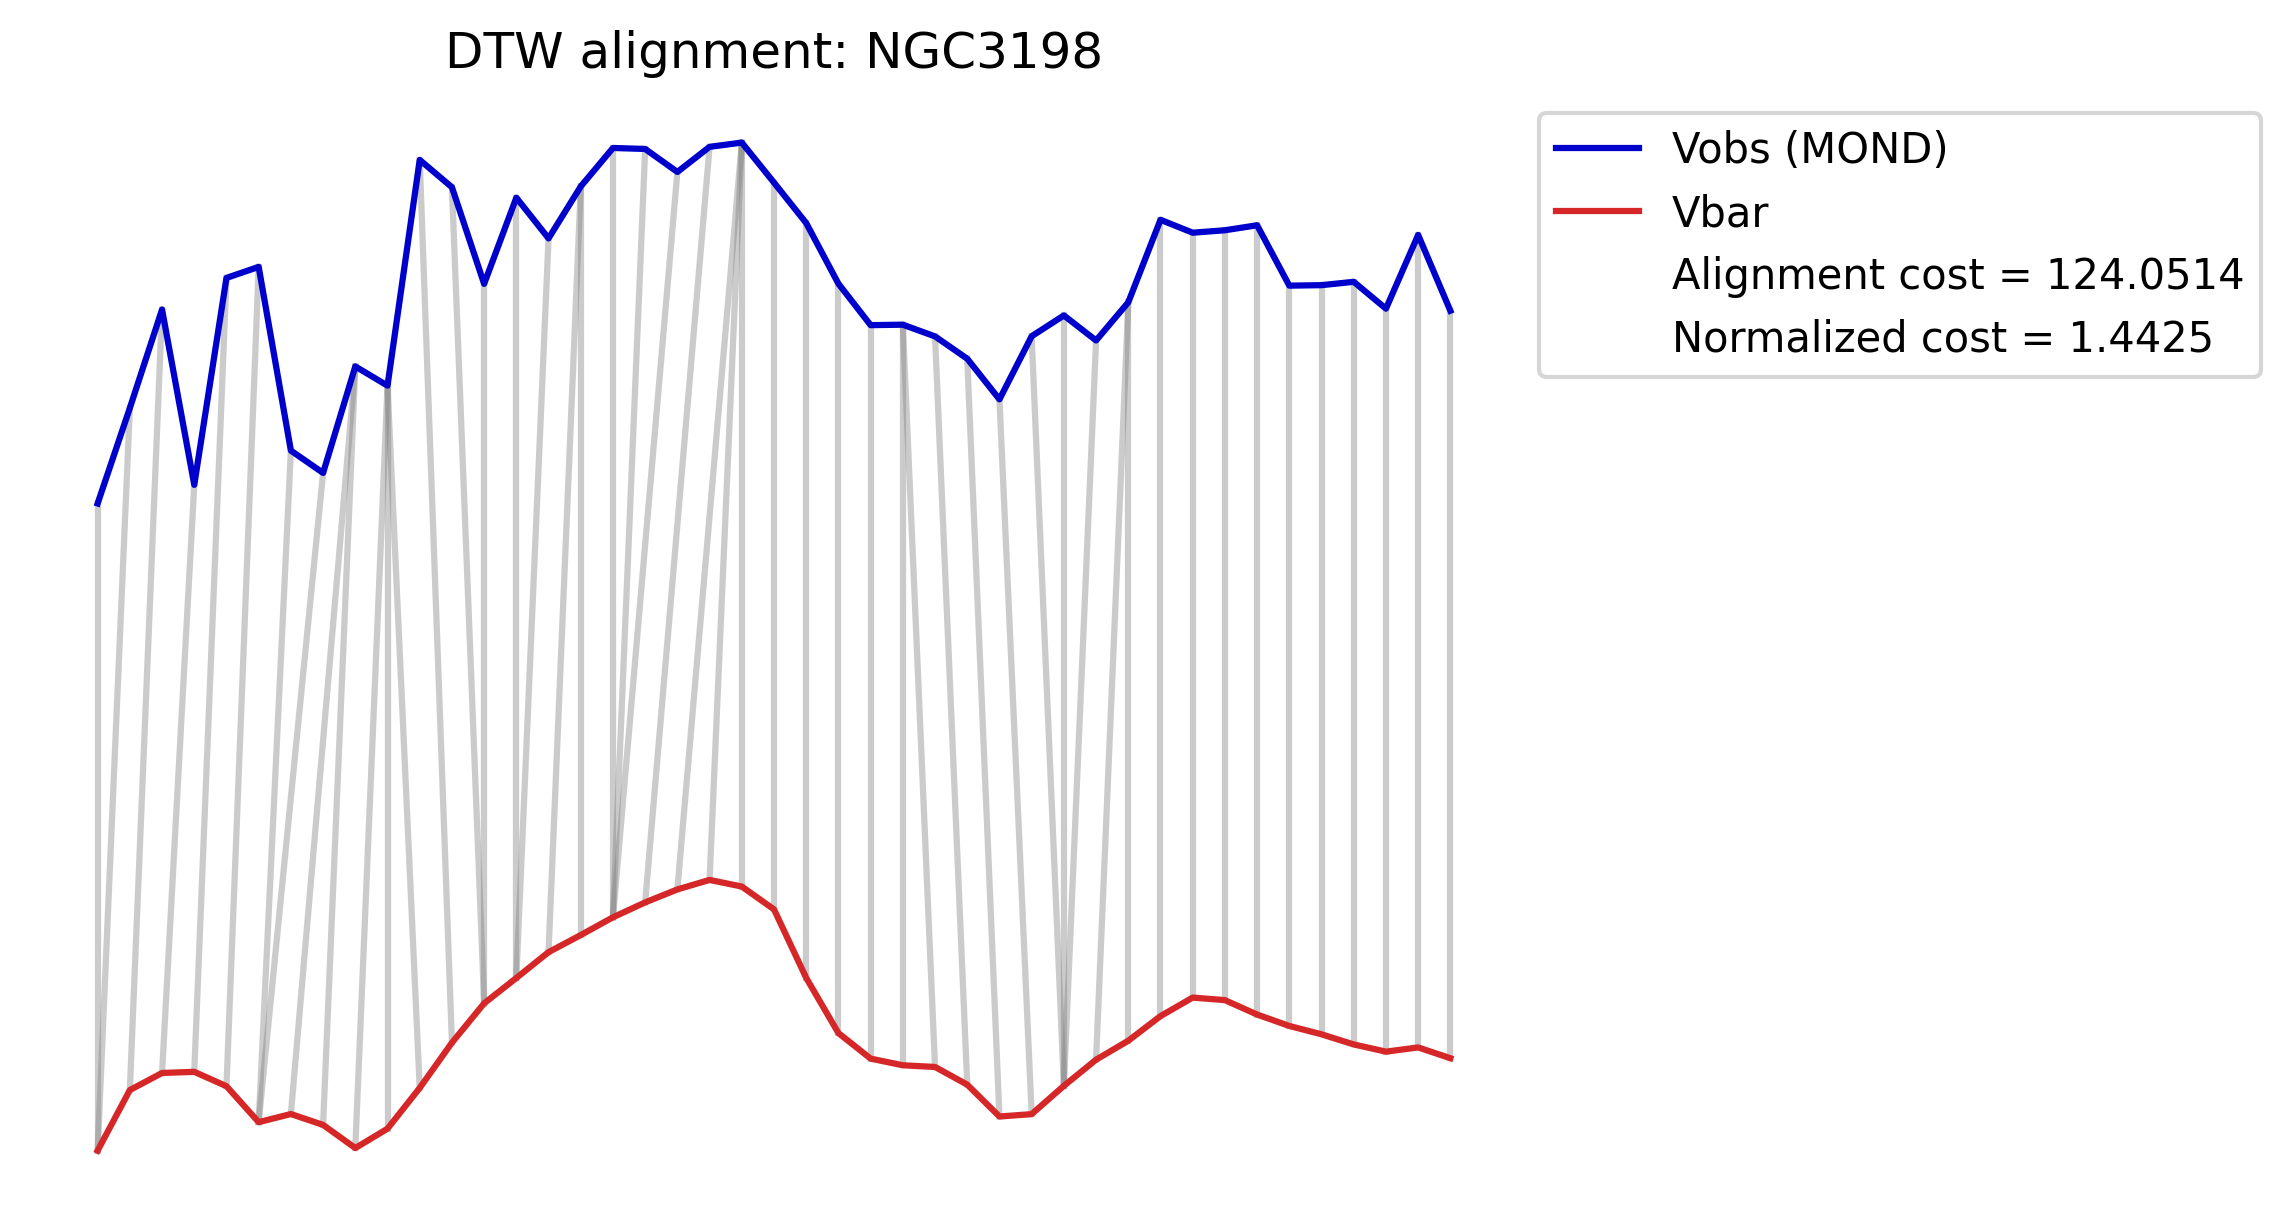 DTW alignment: NGC3198
Vobs (MOND)
Vbar
Alignment cost = 124.0514
Normalized cost = 1.4425